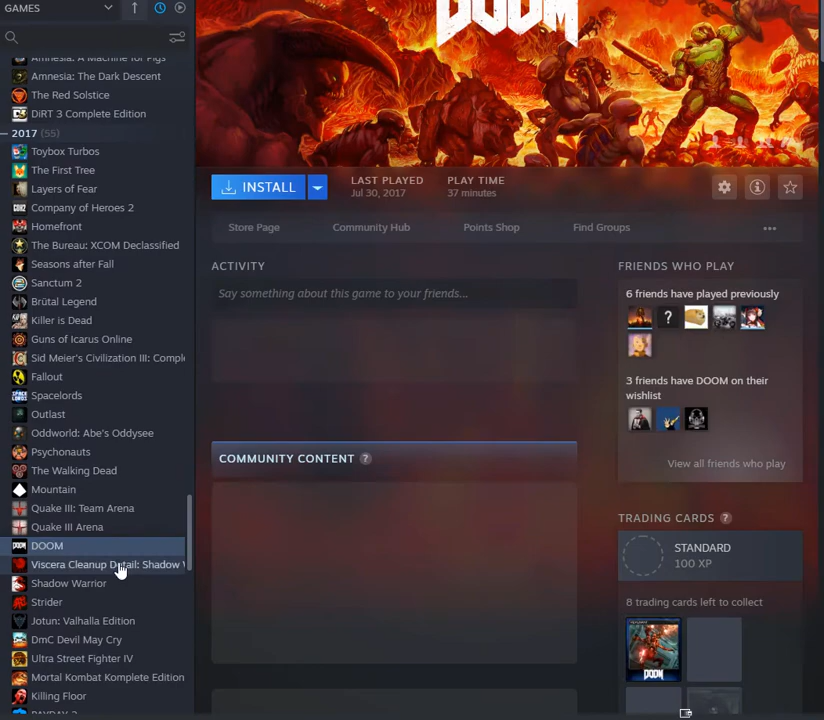 GAMES
Amnesia: A Machine for Pigs
Amnesia: The Dark Descent
The Red Solstice
DiRT 3 Complete Edition
2017 (55)
Toybox Turbos
The First Tree
Layers of Fear
Company of Heroes 2
Homefront
The Bureau: XCOM Declassified
Seasons after Fall
Sanctum 2
Brütal Legend
Killer is Dead
Guns of Icarus Online
Sid Meier's Civilization III: Compl
Fallout
Spacelords
Outlast
Oddworld: Abe's Oddysee
Psychonauts
The Walking Dead
Mountain
Quake III: Team Arena
Quake III Arena
DOOM
Viscera Cleanup Detail: Shadow
Shadow Warrior
Strider
Jotun: Valhalla Edition
DmC Devil May Cry
Ultra Street Fighter IV
Mortal Kombat Komplete Edition
Killing Floor
PAYDAY 2
DOOM
INSTALL
LAST PLAYED
Jul 30, 2017
PLAY TIME
37 minutes
Store Page
Community Hub
Points Shop
Find Groups
ACTIVITY
Say something about this game to your friends...
COMMUNITY CONTENT ?
FRIENDS WHO PLAY
6 friends have played previously
?
3 friends have DOOM on their
wishlist
View all friends who play
TRADING CARDS ?
STANDARD
100 XP
8 trading cards left to collect
DOOM